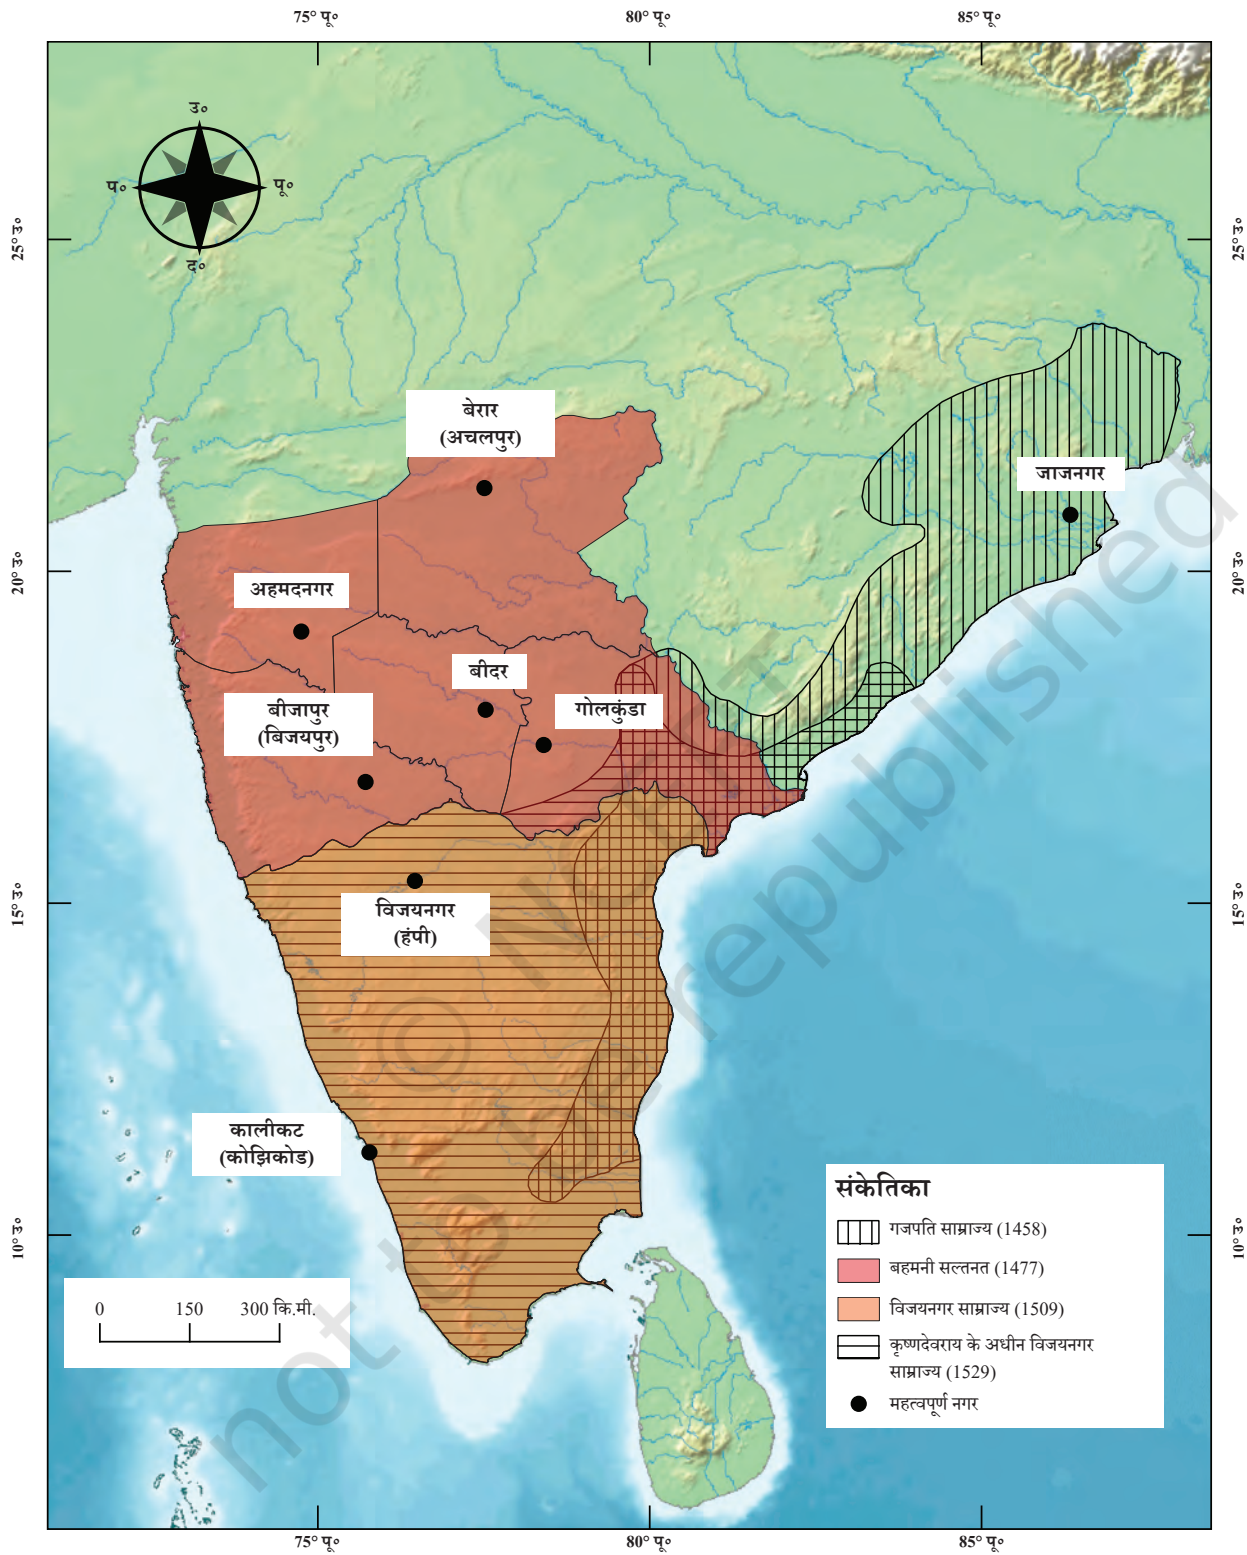 75° पू०
80° पू०
85° पू०
उ०
प०
पू०
द०
25° उ०
25° उ०
बेरार
(अचलपुर)
जाजनगर
20° उ०
20° उ०
अहमदनगर
बीदर
बीजापुर
(बिजयपुर)
गोलकुंडा
15° उ०
15° उ०
विजयनगर
(हंपी)
कालीकट
(कोझिकोड)
10° उ०
10° उ०
संकेतिका
गजपति साम्राज्य (1458)
बहमनी सल्तनत (1477)
विजयनगर साम्राज्य (1509)
कृष्णदेवराय के अधीन विजयनगर
साम्राज्य (1529)
महत्वपूर्ण नगर
0 150 300 कि.मी.
75° पू०
80° पू०
85° पू०
© NCERT
not to be republished